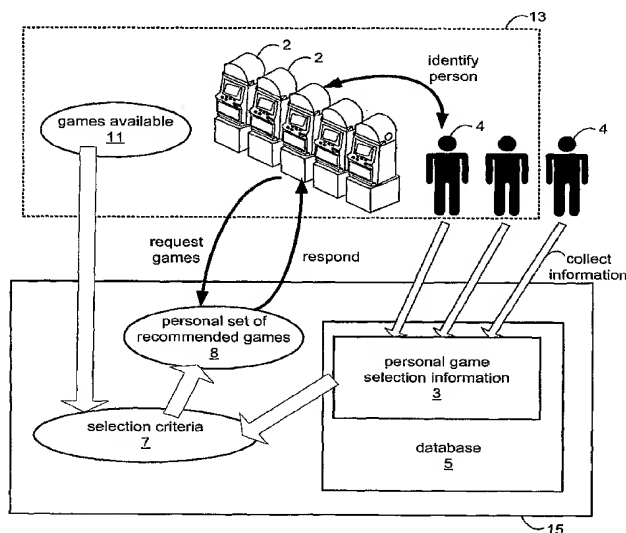 13
2
2
identify
person
games available
11
4
4
request
games
respond
collect
information
personal set of
recommended games
8
personal game
selection information
3
selection criteria
7
database
5
15